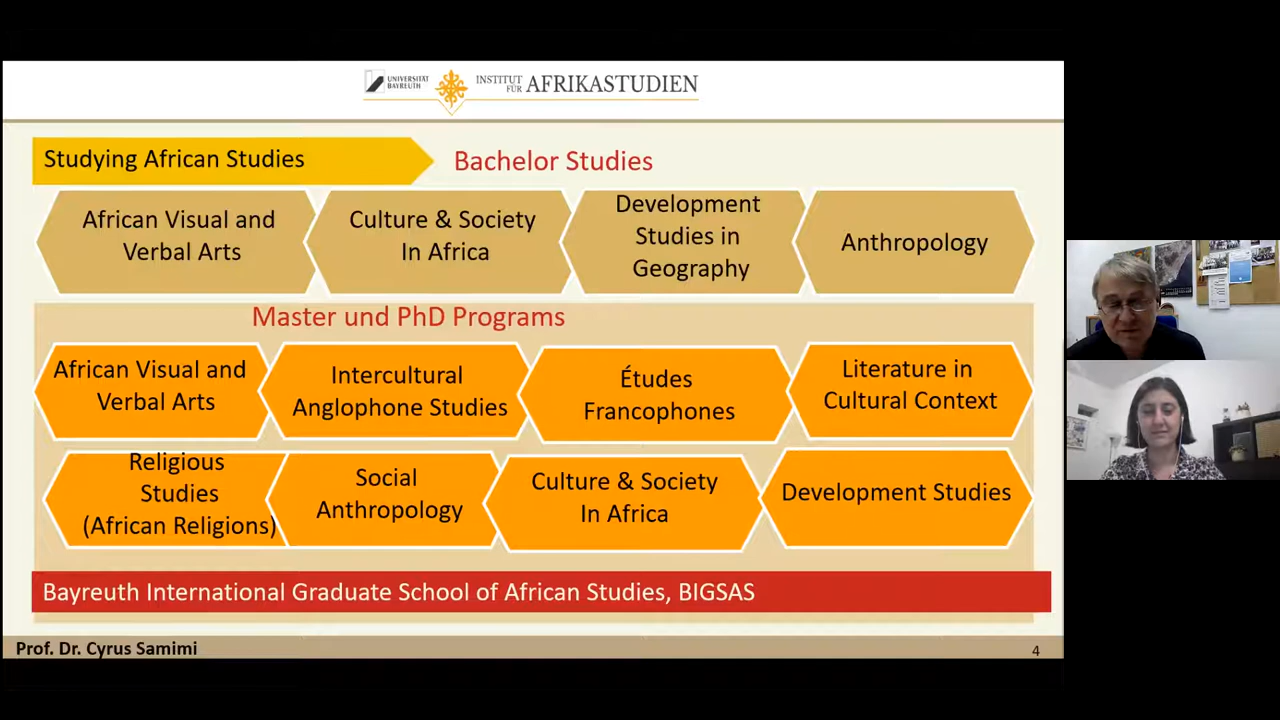 UNIVERSITÄT
BAYREUTH
INSTITUT
FÜR AFRIKASTUDIEN
Studying African Studies
Bachelor Studies
African Visual and
Verbal Arts
Culture & Society
In Africa
Development
Studies in
Geography
Anthropology
Master und PhD Programs
African Visual and
Verbal Arts
Intercultural
Anglophone Studies
Études
Francophones
Literature in
Cultural Context
Religious
Studies
(African Religions)
Social
Anthropology
Culture & Society
In Africa
Development Studies
Bayreuth International Graduate School of African Studies, BIGSAS
Prof. Dr. Cyrus Samimi
4